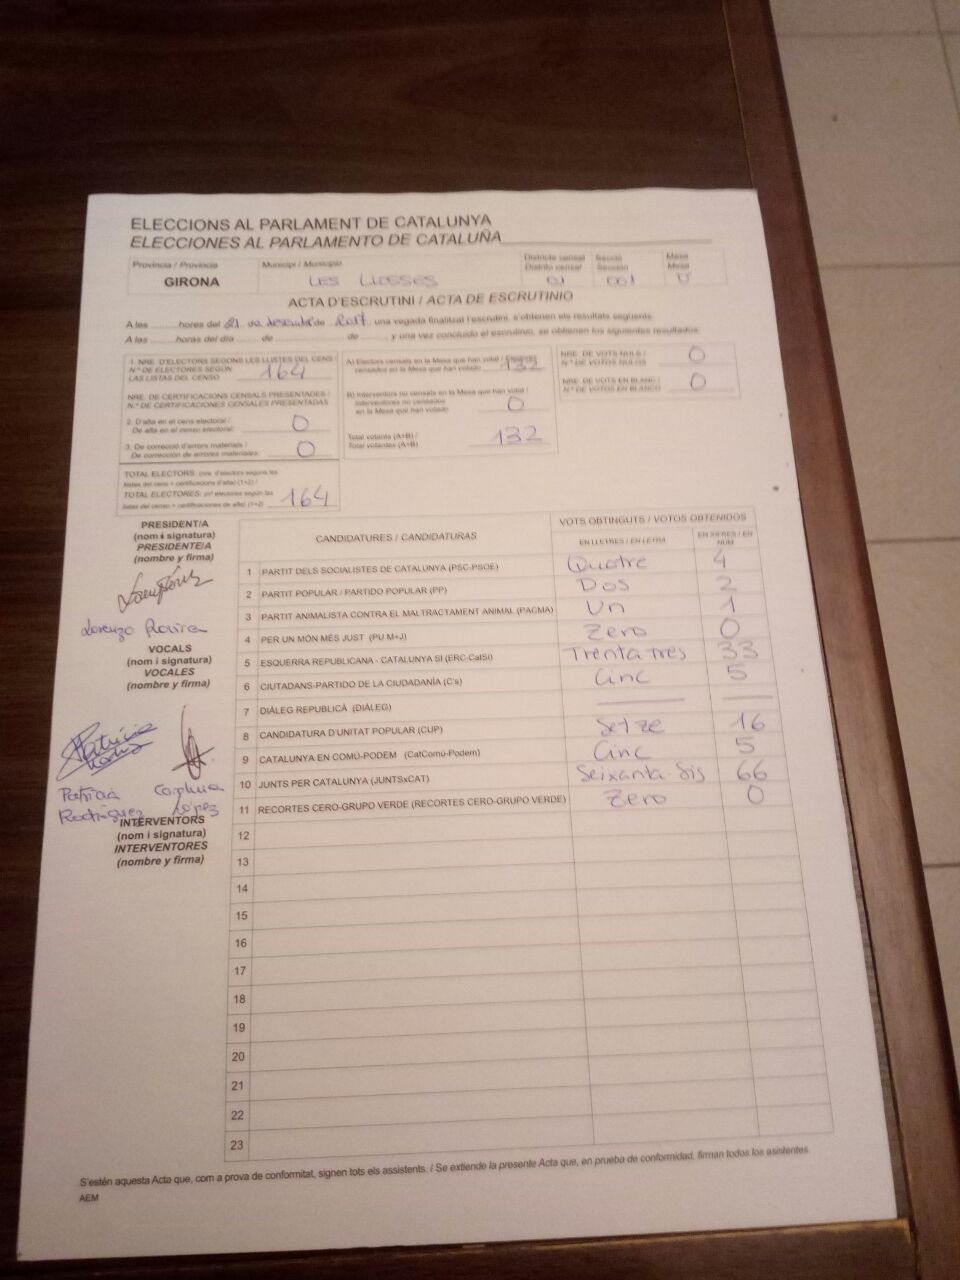 ELECCIONS AL PARLAMENT DE CATALUNYA
ELECCIONES AL PARLAMENTO DE CATALUÑA
Província / Provincia
Municipi / Municipio
Districte censal
Distrito censal
Secció
Sección
Mesa
Mesa
GIRONA
LES LLOSSES
01
001
U
ACTA D'ESCRUTINI / ACTA DE ESCRUTINIO
A les ........ hores del 21 de desembre de 2017 una vegada finalitzat l'escrutini, s'obtenen els resultats següents:
A las ........ horas del día ........ de ........ de ........ y una vez concluido el escrutinio, se obtienen los siguientes resultados:
1. NRE. D'ELECTORS SEGONS LES LLISTES DEL CENS
N.º DE ELECTORES SEGÚN
LAS LISTAS DEL CENSO
164
NRE. DE CERTIFICACIONS CENSALS PRESENTADES /
N.º DE CERTIFICACIONES CENSALES PRESENTADAS
2. D'alta en el cens electoral /
De alta en el censo electoral:
0
3. De correcció d'errors materials /
De corrección de errores materiales:
0
TOTAL ELECTORS: (nre. d'electors segons les
llistes del cens + certificacions d'alta) (1+2) /
TOTAL ELECTORES: (nº electores según las
listas del censo + certificaciones de alta) (1+2)
164
A) Electors censats en la Mesa que han votat / Electores
censados en la Mesa que han votado
132
B) Interventors no censats en la Mesa que han votat /
Interventores no censados
en la Mesa que han votado
0
Total votants (A+B) /
Total votantes (A+B)
132
NRE. DE VOTS NULS /
N.º DE VOTOS NULOS
0
NRE. DE VOTS EN BLANC /
N.º DE VOTOS EN BLANCO
0
PRESIDENT/A
(nom i signatura)
PRESIDENTE/A
(nombre y firma)
Lorenzo Rovira
VOCALS
(nom i signatura)
VOCALES
(nombre y firma)
Patricia
Rodríguez
López
INTERVENTORS
(nom i signatura)
INTERVENTORES
(nombre y firma)
CANDIDATURES / CANDIDATURAS
VOTS OBTINGUTS / VOTOS OBTENIDOS
EN LLETRES / EN LETRA
EN XIFRES / EN NUM
1 PARTIT DELS SOCIALISTES DE CATALUNYA (PSC-PSOE) Quatre 4
2 PARTIT POPULAR / PARTIDO POPULAR (PP) Dos 2
3 PARTIT ANIMALISTA CONTRA EL MALTRACTAMENT ANIMAL (PACMA) Un 1
4 PER UN MÓN MÉS JUST (PU M+J) Zero 0
5 ESQUERRA REPUBLICANA - CATALUNYA SÍ (ERC-CatSí) Trenta tres 33
6 CIUTADANS-PARTIDO DE LA CIUDADANÍA (C's) Cinc 5
7 DIÀLEG REPUBLICÀ (DIÀLEG)
8 CANDIDATURA D'UNITAT POPULAR (CUP) Setze 16
9 CATALUNYA EN COMÚ-PODEM (CatComú-Podem) Cinc 5
10 JUNTS PER CATALUNYA (JUNTSxCAT) Seixanta-sis 66
11 RECORTES CERO-GRUPO VERDE (RECORTES CERO-GRUPO VERDE) Zero 0
12
13
14
15
16
17
18
19
20
21
22
23
S'estén aquesta Acta que, com a prova de conformitat, signen tots els assistents. / Se extiende la presente Acta que, en prueba de conformidad, firman todos los asistentes.
AEM